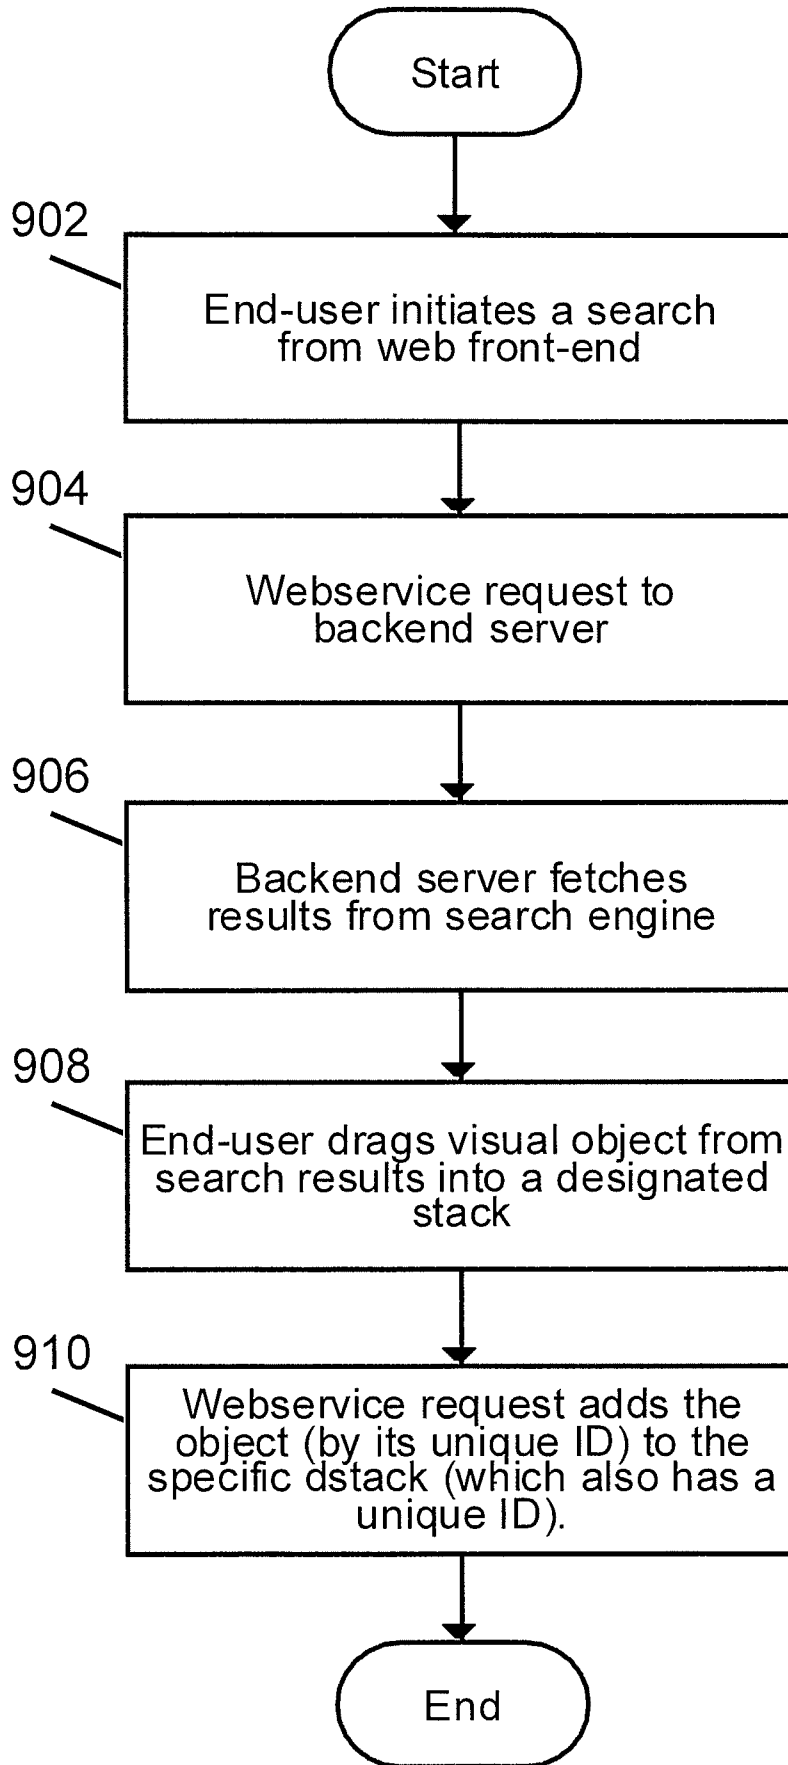 Start
902
End-user initiates a search
from web front-end
904
Webservice request to
backend server
906
Backend server fetches
results from search engine
908
End-user drags visual object from
search results into a designated
stack
910
Webservice request adds the
object (by its unique ID) to the
specific dstack (which also has a
unique ID).
End